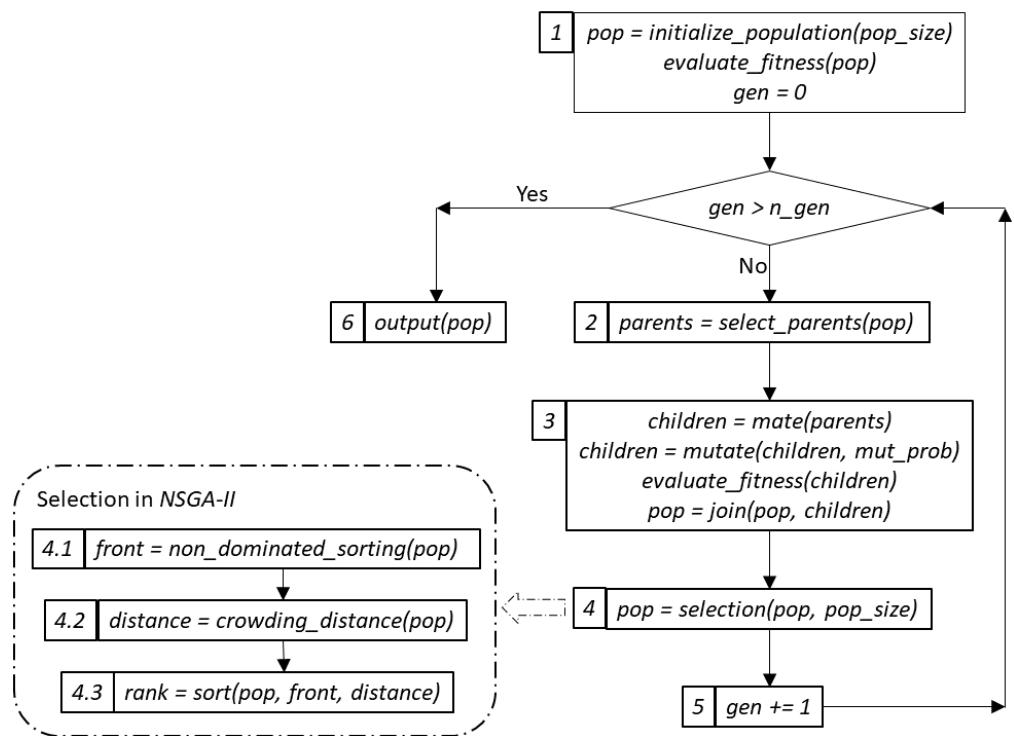 1
pop = initialize_population(pop_size)
evaluate_fitness(pop)
gen = 0
gen > n_gen
Yes
No
6
output(pop)
2
parents = select_parents(pop)
3
children = mate(parents)
children = mutate(children, mut_prob)
evaluate_fitness(children)
pop = join(pop, children)
4
pop = selection(pop, pop_size)
5
gen += 1
Selection in NSGA-II
4.1
front = non_dominated_sorting(pop)
4.2
distance = crowding_distance(pop)
4.3
rank = sort(pop, front, distance)